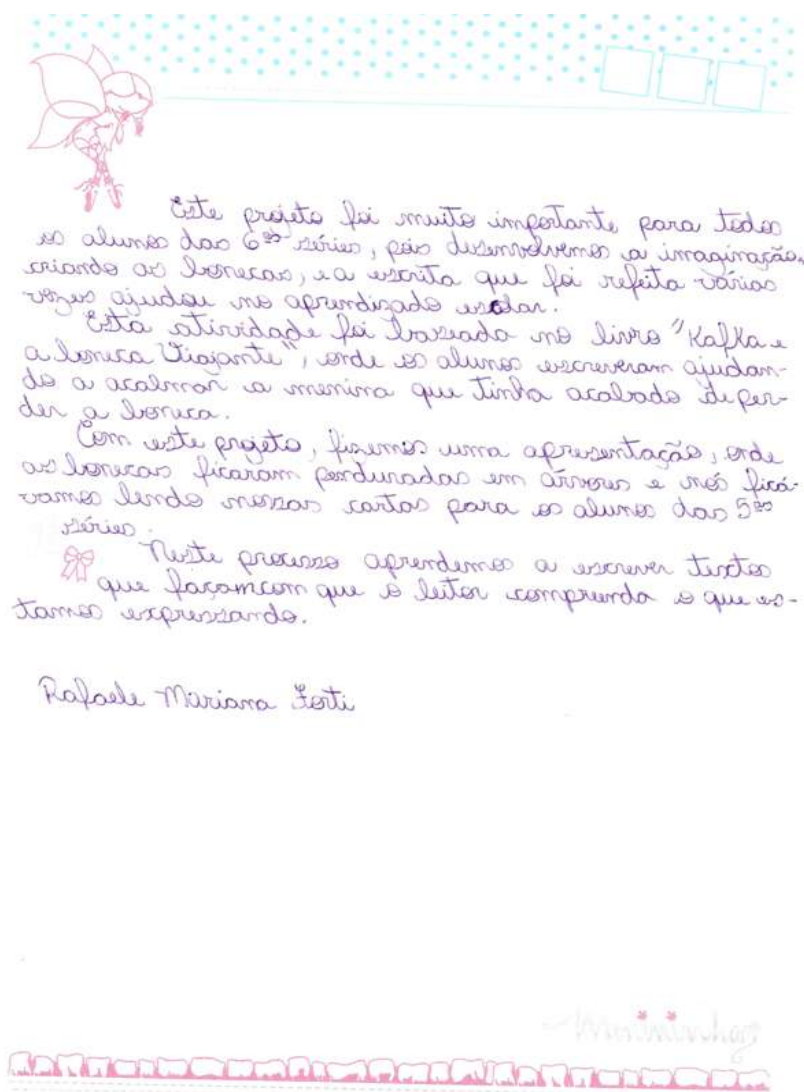 Este projeto foi muito importante para todos
os alunos das 6ªs séries, pois desenvolvemos a imaginação,
criando as bonecas, e a escrita que foi refeita várias
vezes ajudou no aprendizado escolar.
Esta atividade foi baseada no livro "Kafka e
a boneca Viajante", onde os alunos escreveram ajudan-
do a acalmar a menina que tinha acabado de per-
der a boneca.
Com este projeto, fizemos uma apresentação, onde
as bonecas ficaram penduradas em árvores e nós ficá-
vamos lendo nossas cartas para os alunos das 5ªs
séries.
Neste processo aprendemos a escrever textos
que façam com que o leitor compreenda o que es-
tamos expressando.
Rafaele Mariana Forti
Menininhas